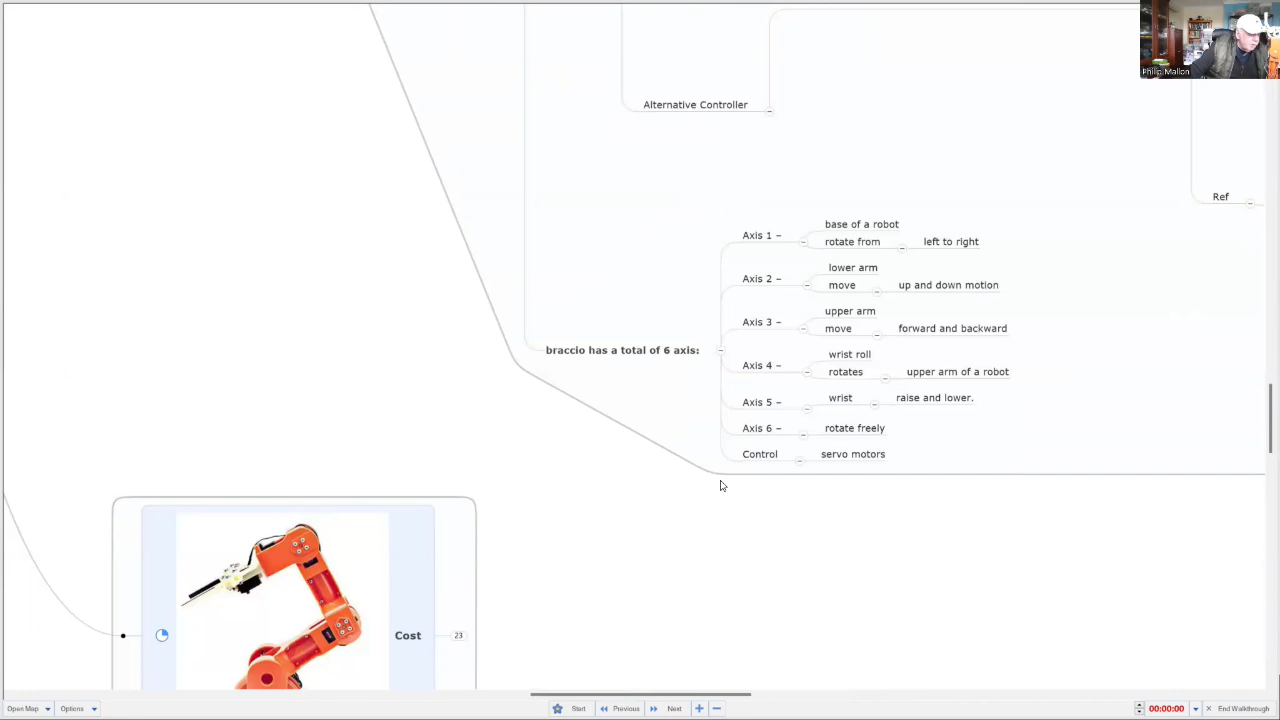 Philip Mallon
Alternative Controller
Ref
braccio has a total of 6 axis:
Axis 1 –
base of a robot
rotate from
left to right
Axis 2 –
lower arm
move
up and down motion
Axis 3 –
upper arm
move
forward and backward
Axis 4 –
wrist roll
rotates
upper arm of a robot
Axis 5 –
wrist
raise and lower.
Axis 6 –
rotate freely
Control
servo motors
Cost
23
Open Map
Options
Start
Previous
Next
00:00:00
End Walkthrough